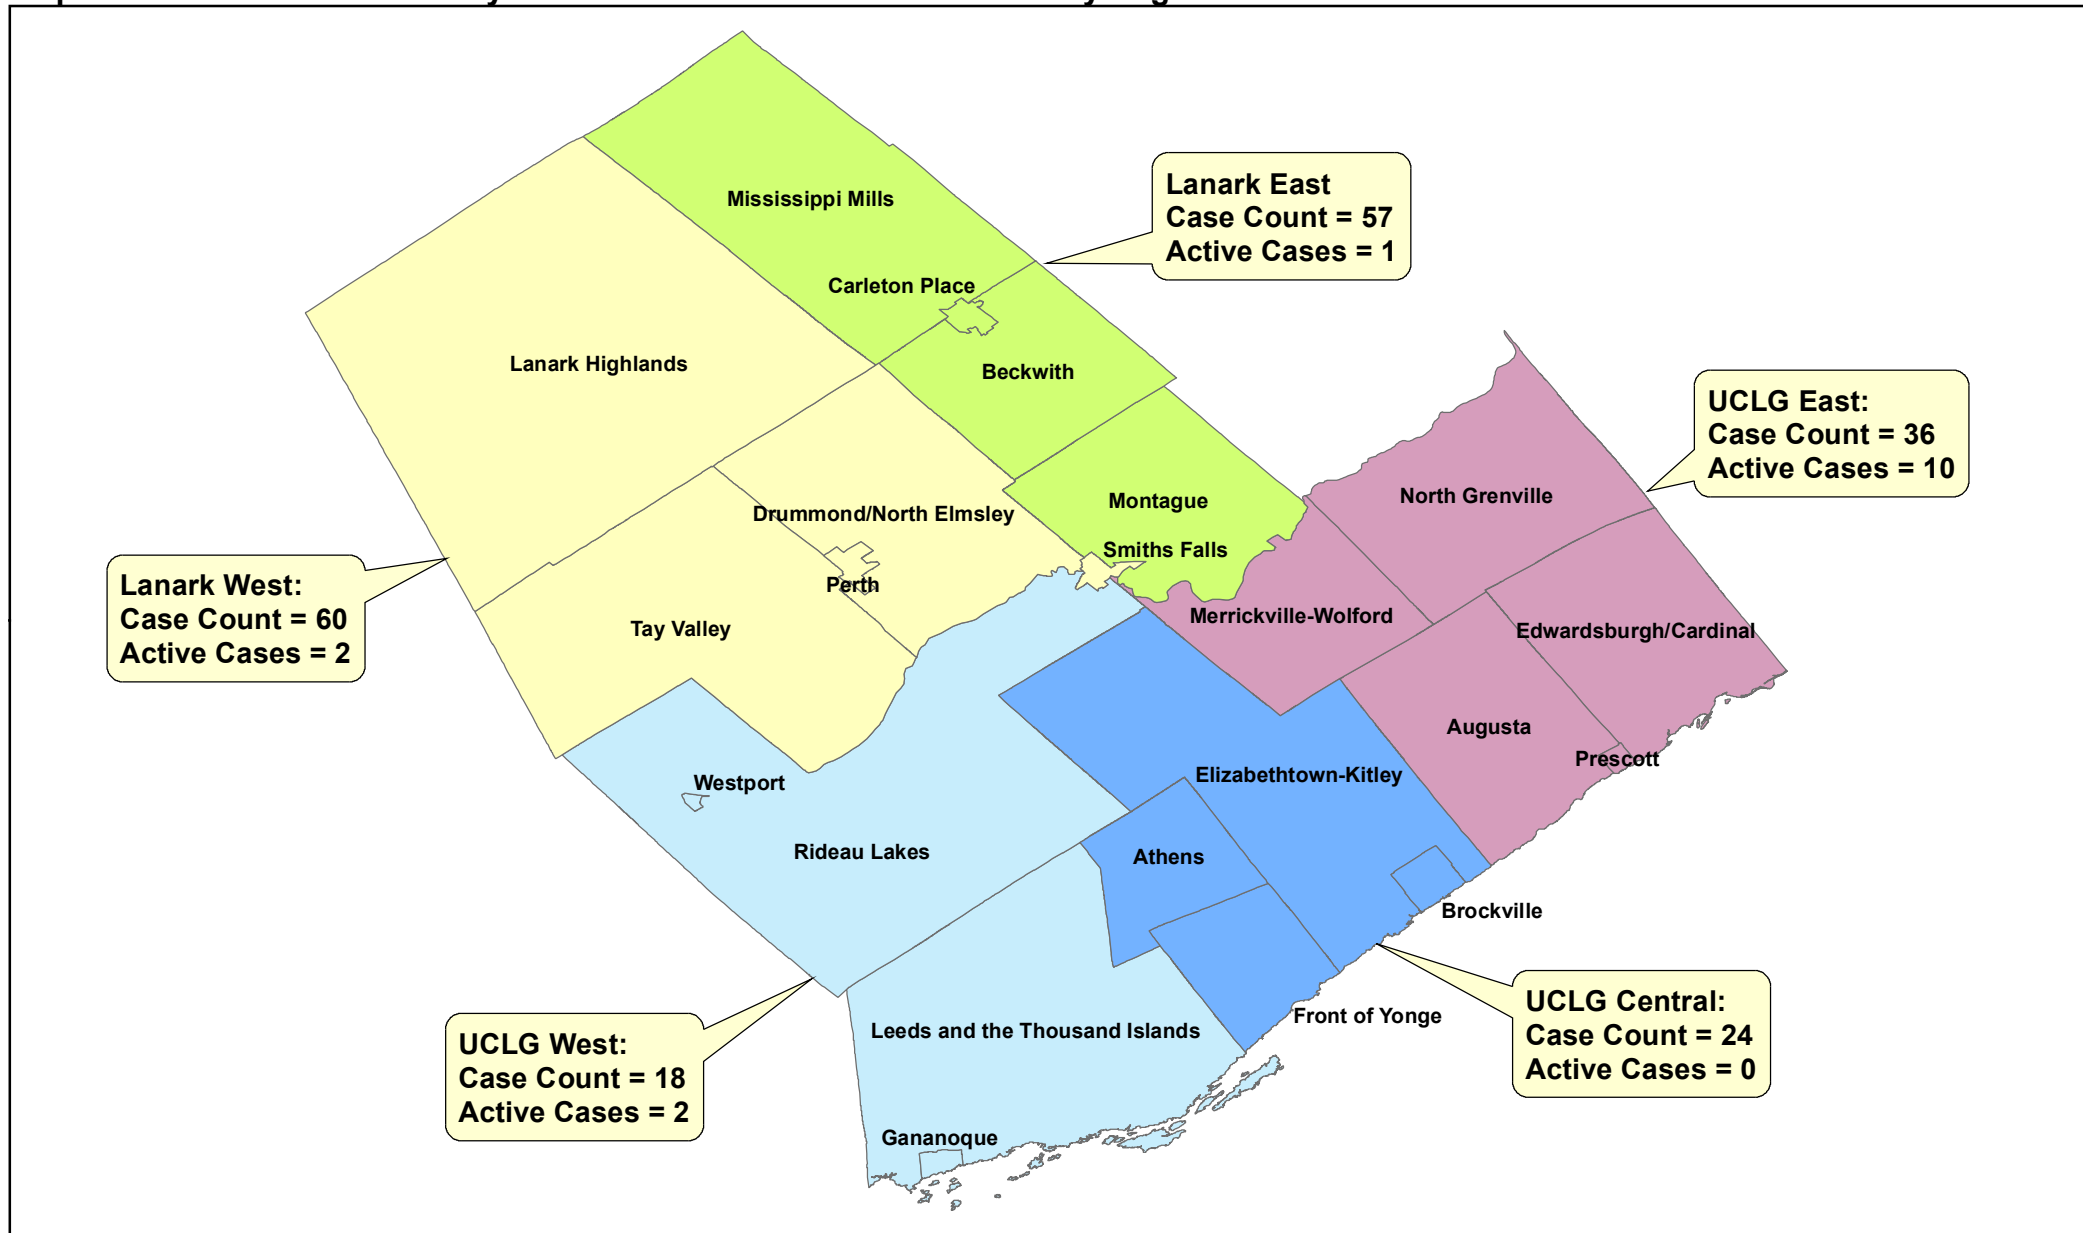 Mississippi Mills
Lanark East
Case Count = 57
Active Cases = 1
Carleton Place
Lanark Highlands
Beckwith
UCLG East:
Case Count = 36
Active Cases = 10
North Grenville
Montague
Drummond/North Elmsley
Smiths Falls
Perth
Lanark West:
Case Count = 60
Active Cases = 2
Tay Valley
Merrickville-Wolford
Edwardsburgh/Cardinal
Augusta
Prescott
Elizabethtown-Kitley
Westport
Rideau Lakes
Athens
Brockville
UCLG Central:
Case Count = 24
Active Cases = 0
Front of Yonge
Leeds and the Thousand Islands
UCLG West:
Case Count = 18
Active Cases = 2
Gananoque